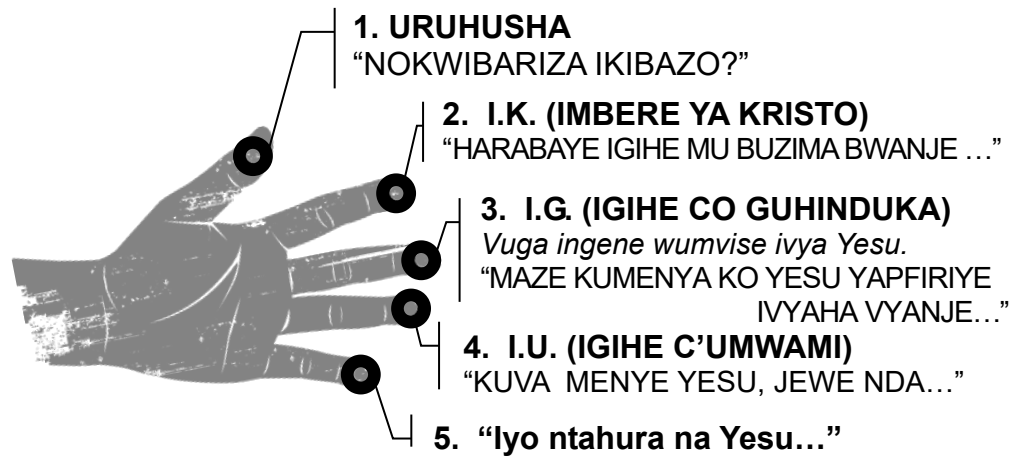 1. URUHUSHA
“NOKWIBARIZA IKIBAZO?”
2. I.K. (IMBERE YA KRISTO)
“HARABAYE IGIHE MU BUZIMA BWANJE …”
3. I.G. (IGIHE CO GUHINDUKA)
Vuga ingene wumvise ivya Yesu.
“MAZE KUMENYA KO YESU YAPFIRIYE
IVYAHA VYANJE…”
4. I.U. (IGIHE C’UMWAMI)
“KUVA MENYE YESU, JEWE NDA…”
5. “Iyo ntahura na Yesu…”